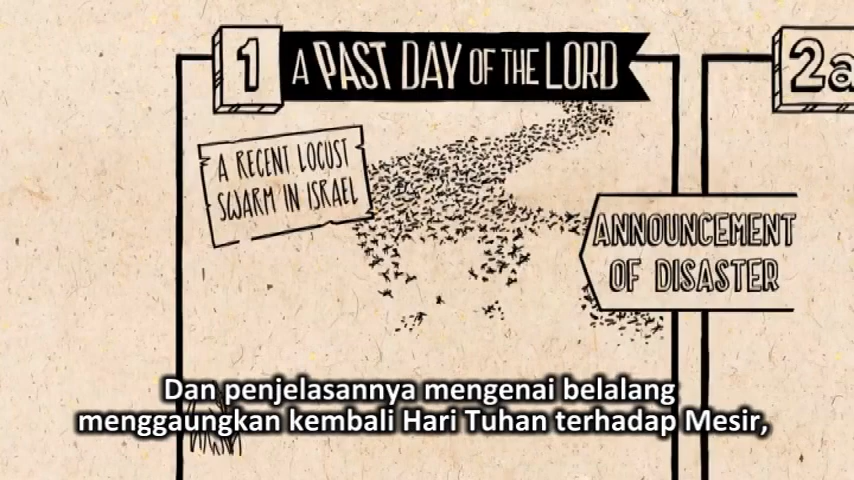 1 A PAST DAY OF THE LORD
2a
A RECENT LOCUST
SWARM IN ISRAEL
ANNOUNCEMENT
OF DISASTER
Dan penjelasannya mengenai belalang
menggaungkan kembali Hari Tuhan terhadap Mesir,